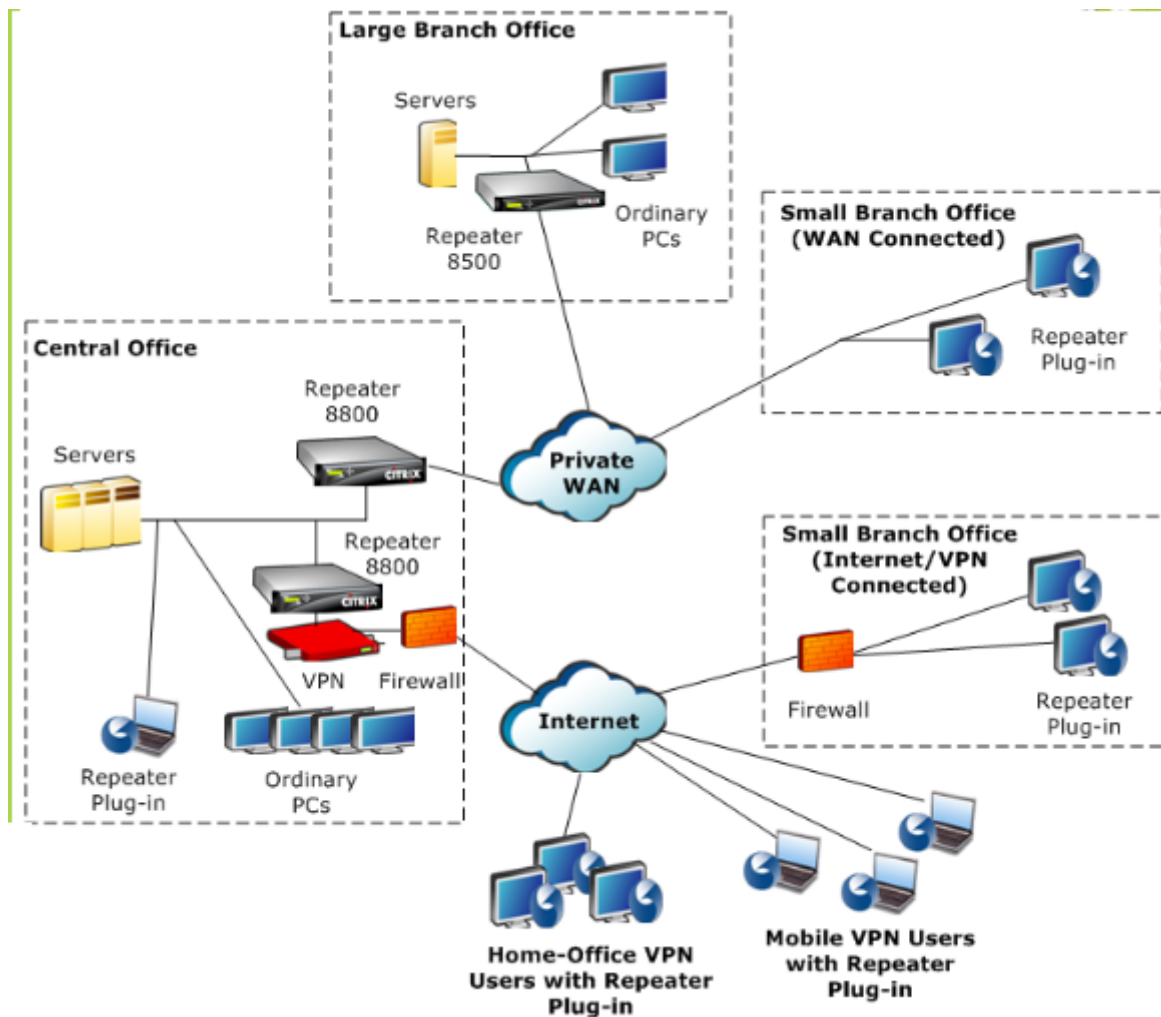 Large Branch Office
Servers
CITRIX
Repeater
8500
Ordinary
PCs
Small Branch Office
(WAN Connected)
Repeater
Plug-in
Central Office
Repeater
8800
CITRIX
Servers
Private
WAN
Repeater
8800
CITRIX
VPN
Firewall
Repeater
Plug-in
Ordinary
PCs
Small Branch Office
(Internet/VPN
Connected)
Firewall
Repeater
Plug-in
Internet
Home-Office VPN
Users with Repeater
Plug-in
Mobile VPN Users
with Repeater
Plug-in